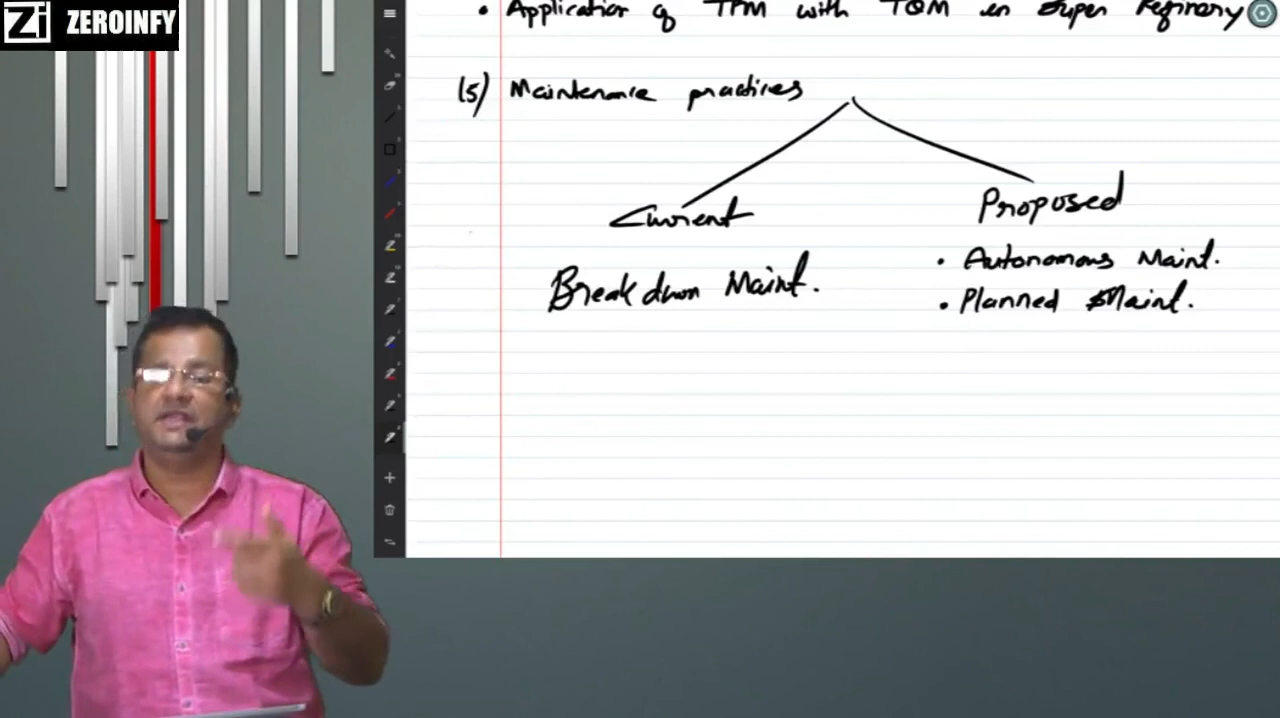 Zi ZEROINFY
• Application of TPM with TQM in Super Refinery
(5) Maintenance practices
Current
Proposed
Breakdown Maint.
• Autonomous Maint.
• Planned Maint.